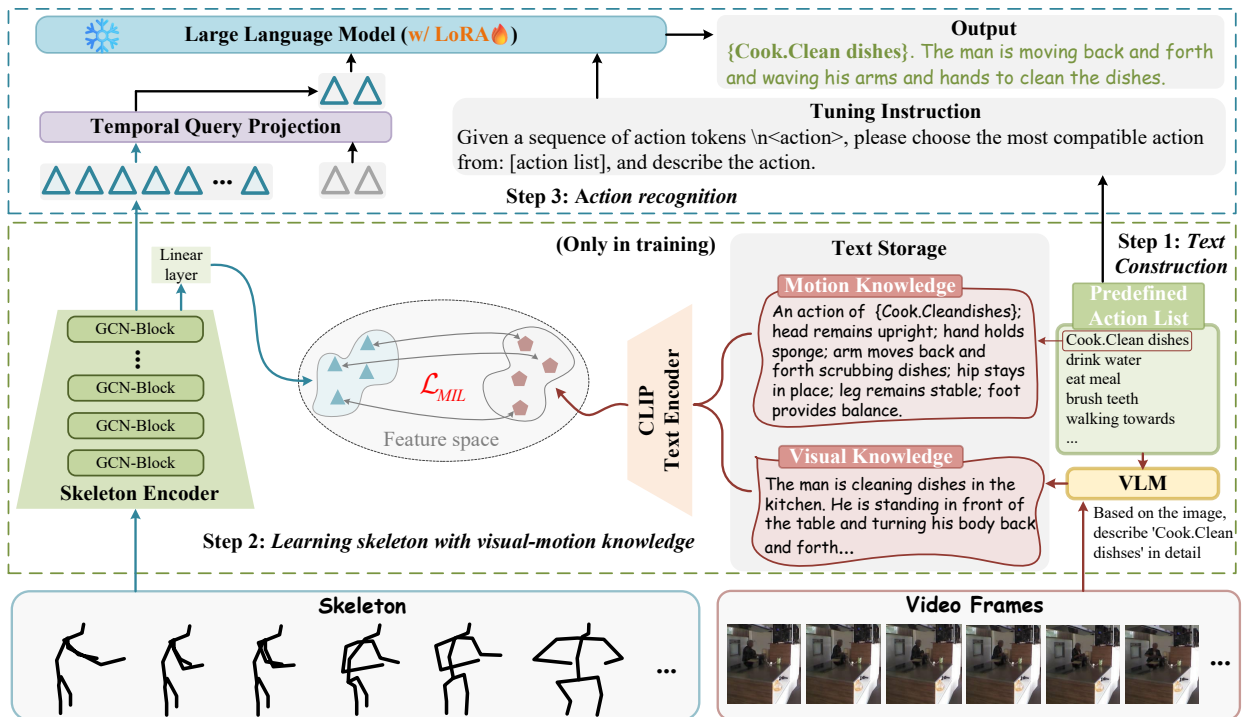 Large Language Model (w/ LoRA)
Output
{Cook.Clean dishes}. The man is moving back and forth
and waving his arms and hands to clean the dishes.
Temporal Query Projection
Tuning Instruction
Given a sequence of action tokens \n<action>, please choose the most compatible action
from: [action list], and describe the action.
...
Step 3: Action recognition
(Only in training)
Text Storage
Step 1: Text
Construction
Linear
layer
Motion Knowledge
An action of {Cook.Cleandishes};
head remains upright; hand holds
sponge; arm moves back and
forth scrubbing dishes; hip stays
in place; leg remains stable; foot
provides balance.
Predefined
Action List
Cook.Clean dishes
drink water
eat meal
brush teeth
walking towards
...
GCN-Block
...
GCN-Block
GCN-Block
GCN-Block
Skeleton Encoder
L_MIL
Feature space
CLIP
Text Encoder
Visual Knowledge
The man is cleaning dishes in the
kitchen. He is standing in front of
the table and turning his body back
and forth...
VLM
Based on the image,
describe 'Cook.Clean
dishses' in detail
Step 2: Learning skeleton with visual-motion knowledge
Skeleton
...
Video Frames
...